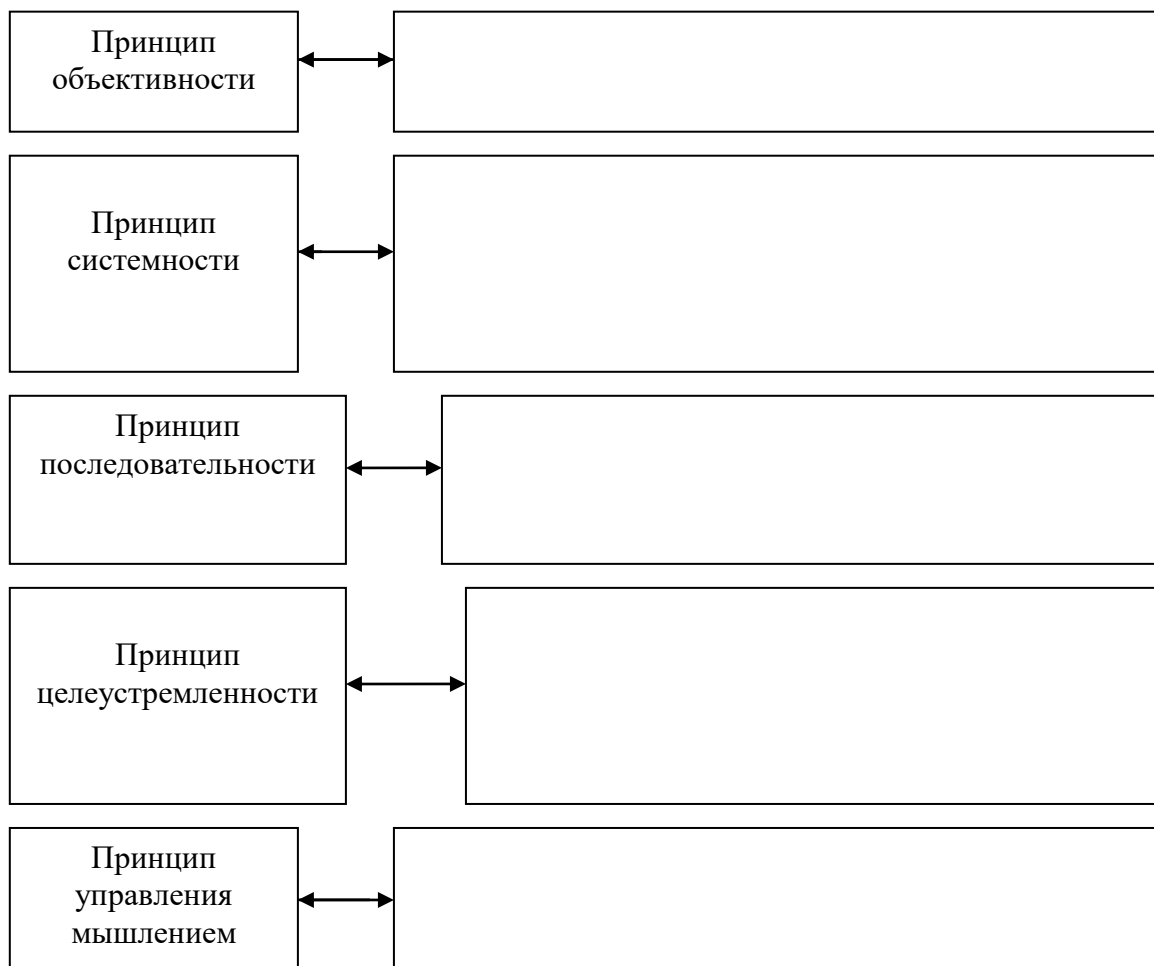 Принцип
объективности
Принцип
системности
Принцип
последовательности
Принцип
целеустремленности
Принцип
управления
мышлением